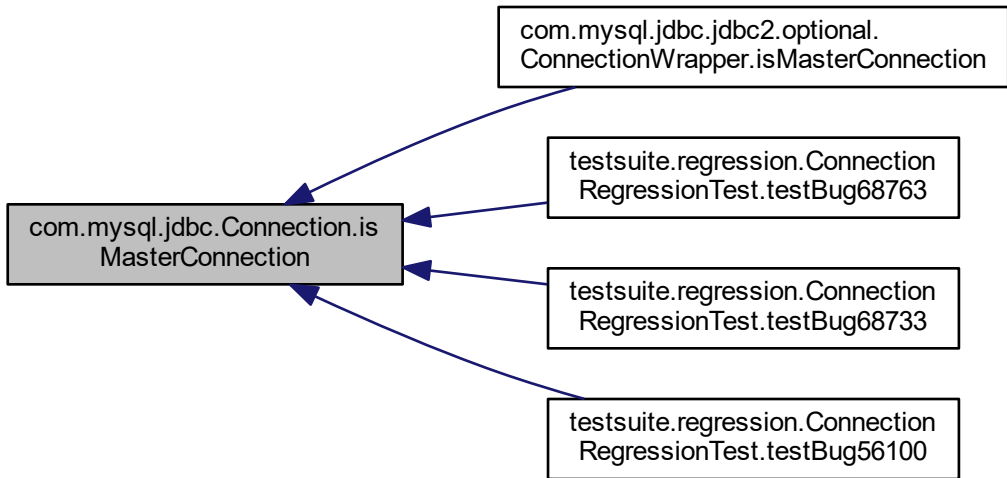 com.mysql.jdbc.jdbc2.optional.
ConnectionWrapper.isMasterConnection
testsuite.regression.Connection
RegressionTest.testBug68763
com.mysql.jdbc.Connection.is
MasterConnection
testsuite.regression.Connection
RegressionTest.testBug68733
testsuite.regression.Connection
RegressionTest.testBug56100